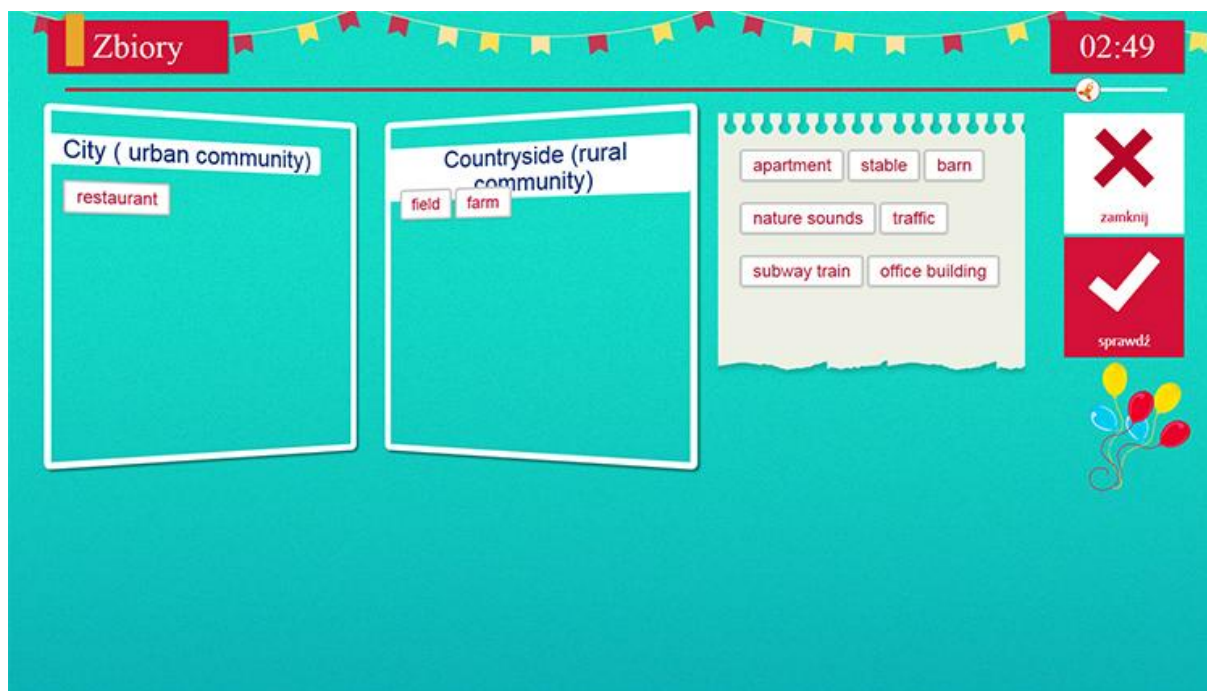 Zbiory
02:49
City ( urban community)
restaurant
Countryside (rural
community)
field farm
apartment stable barn
nature sounds traffic
subway train office building
zamknij
sprawdź